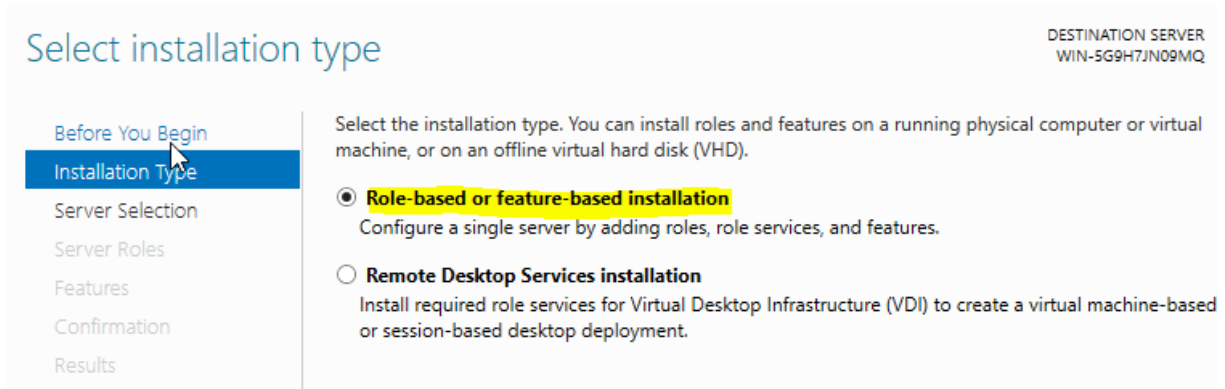 Select installation type
DESTINATION SERVER
WIN-5G9H7JN09MQ
Before You Begin
Installation Type
Server Selection
Server Roles
Features
Confirmation
Results
Select the installation type. You can install roles and features on a running physical computer or virtual
machine, or on an offline virtual hard disk (VHD).
Role-based or feature-based installation
Configure a single server by adding roles, role services, and features.
Remote Desktop Services installation
Install required role services for Virtual Desktop Infrastructure (VDI) to create a virtual machine-based
or session-based desktop deployment.